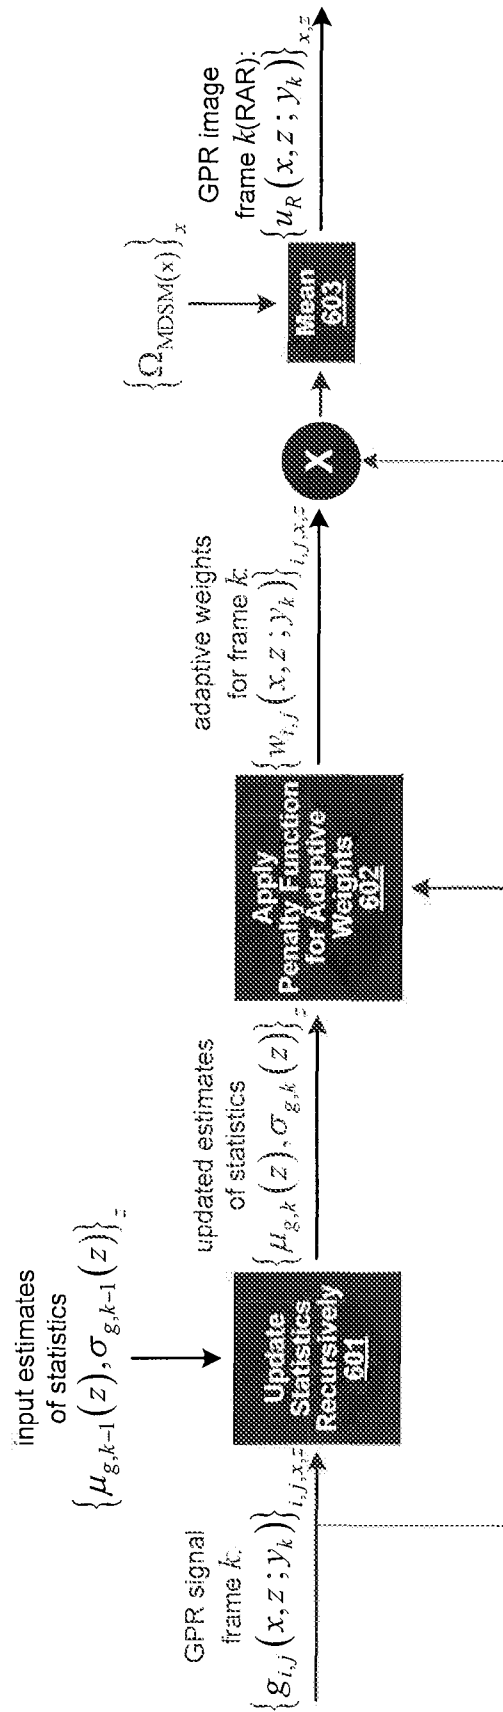 GPR signal
frame k:
{g_{i,j}(x,z;y_k)}_{i,j,x,z}
input estimates
of statistics
{μ_{g,k−1}(z),σ_{g,k−1}(z)}_z
Update
Statistics
Recursively
601
updated estimates
of statistics
{μ_{g,k}(z),σ_{g,k}(z)}_z
Apply
Penalty Function
for Adaptive
Weights
602
adaptive weights
for frame k:
{w_{i,j}(x,z;y_k)}_{i,j,x,z}
X
{Ω_{MDSM(x)}}_x
Mean
603
GPR image
frame k(RAR):
{u_R(x,z;y_k)}_{x,z}